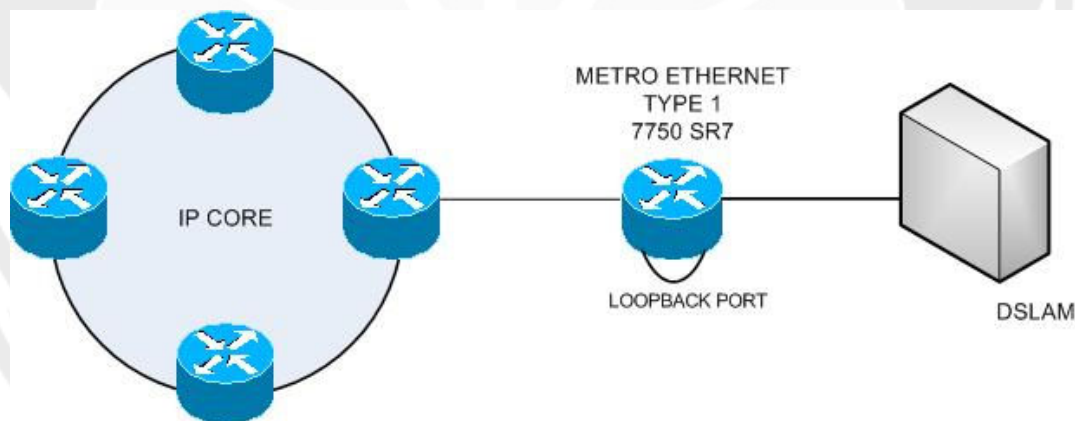 METRO ETHERNET
TYPE 1
7750 SR7
IP CORE
LOOPBACK PORT
DSLAM